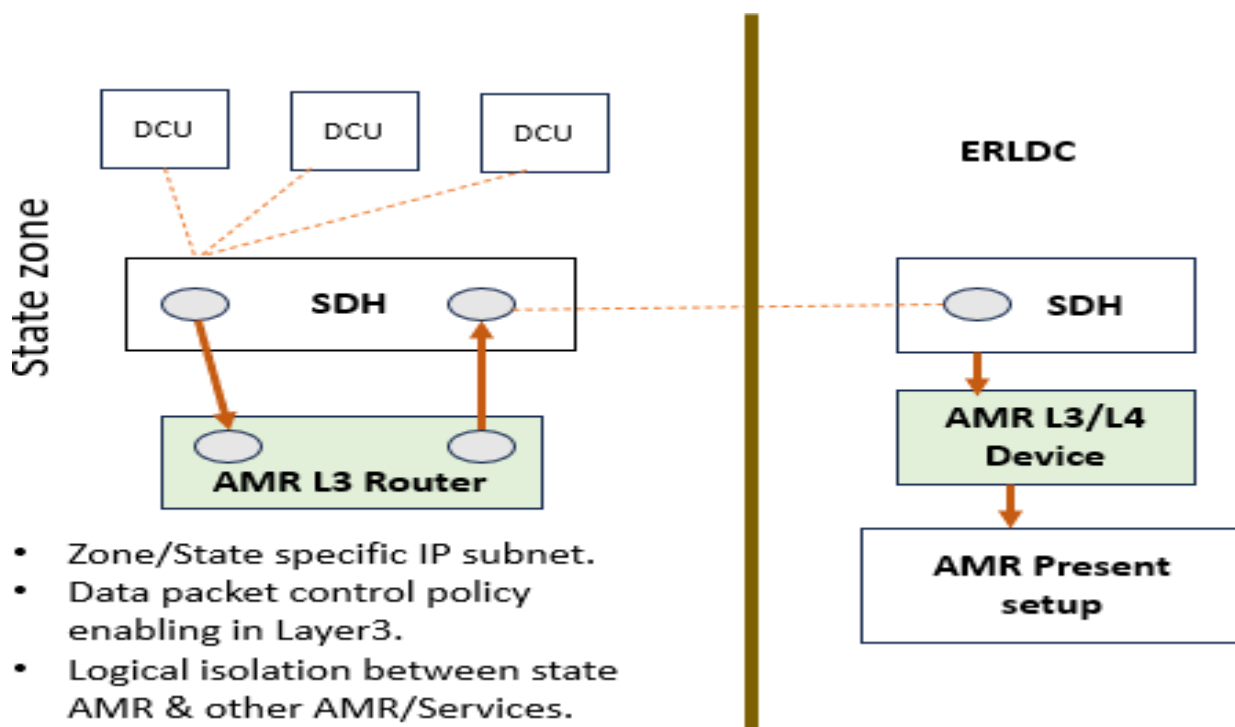 DCU
DCU
DCU
State zone
SDH
AMR L3 Router
• Zone/State specific IP subnet.
• Data packet control policy
enabling in Layer3.
• Logical isolation between state
AMR & other AMR/Services.
ERLDC
SDH
AMR L3/L4
Device
AMR Present
setup